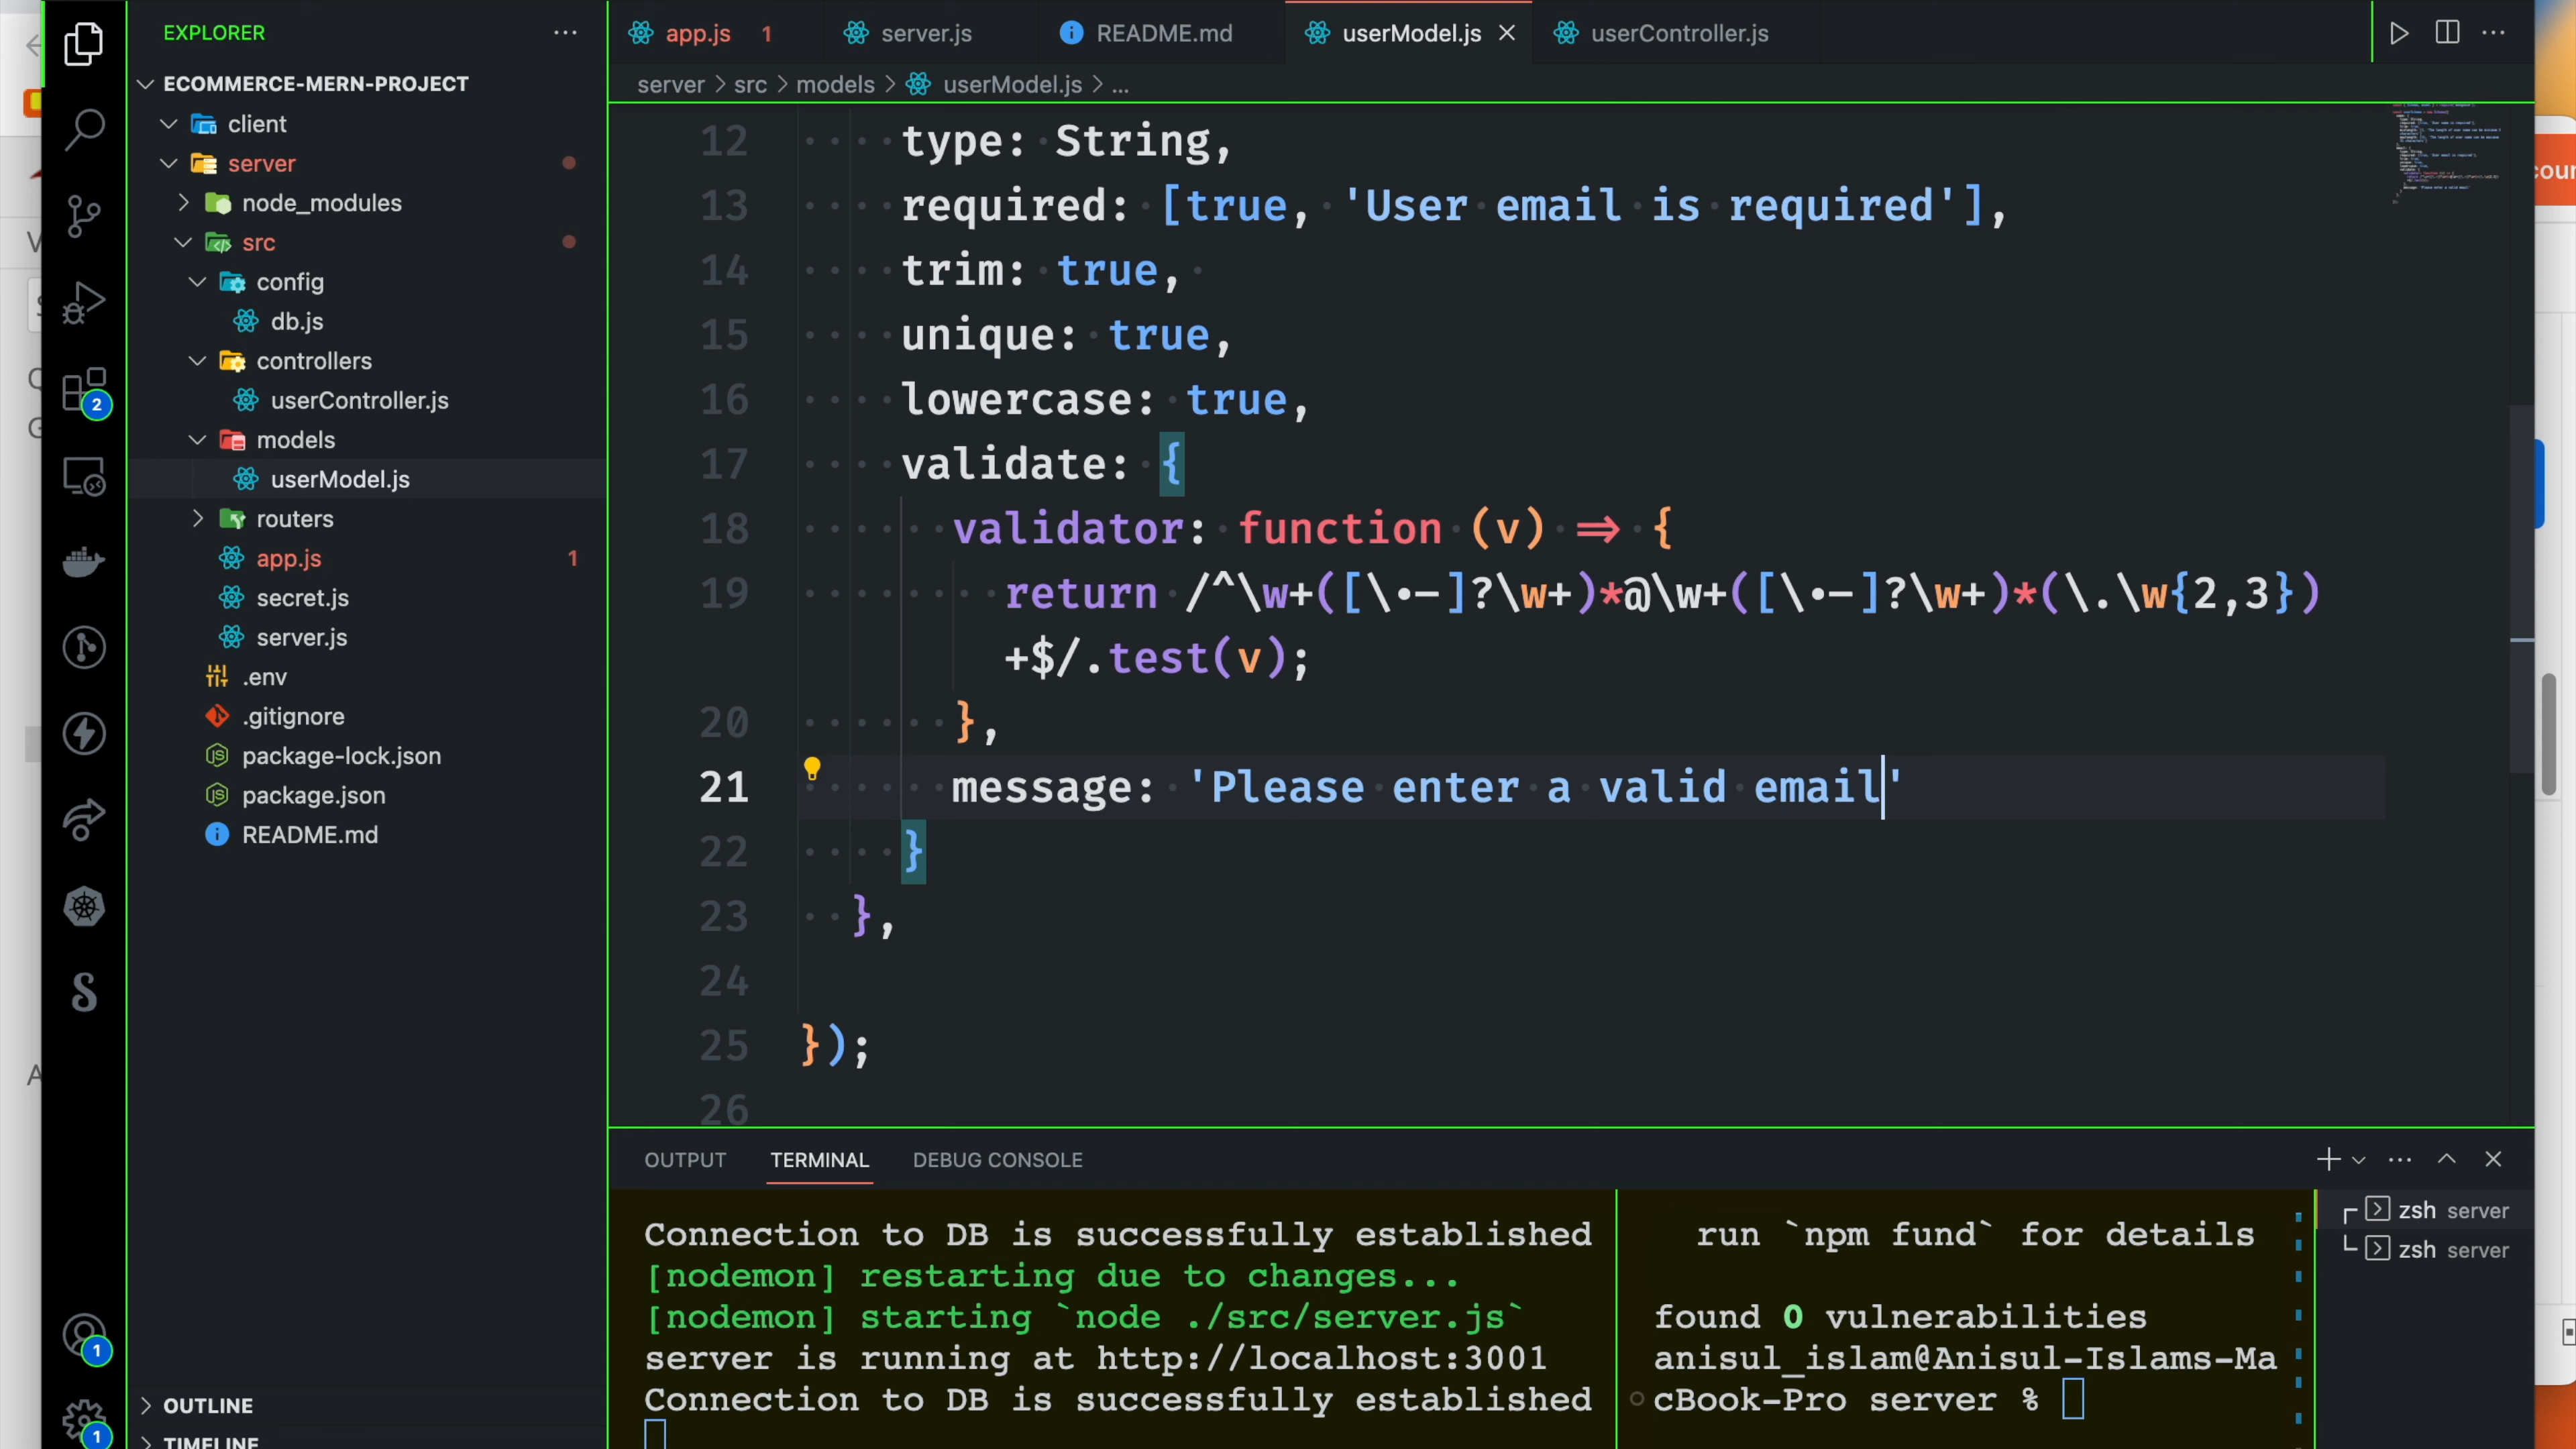 EXPLORER
ECOMMERCE-MERN-PROJECT
client
server
node_modules
src
config
db.js
controllers
userController.js
models
userModel.js
routers
app.js 1
secret.js
server.js
.env
.gitignore
package-lock.json
package.json
README.md
OUTLINE
TIMELINE
2
1
1
app.js 1 server.js README.md userModel.js userController.js
server > src > models > userModel.js > ...
12 type: String,
13 required: [true, 'User email is required'],
14 trim: true,
15 unique: true,
16 lowercase: true,
17 validate: {
18 validator: function (v) => {
19 return /^\w+([\.-]?\w+)*@\w+([\.-]?\w+)*(\.\w{2,3})
+$/.test(v);
20 },
21 message: 'Please enter a valid email'
22 }
23 },
24
25 });
26
OUTPUT TERMINAL DEBUG CONSOLE
Connection to DB is successfully established
[nodemon] restarting due to changes...
[nodemon] starting `node ./src/server.js`
server is running at http://localhost:3001
Connection to DB is successfully established
run `npm fund` for details
found 0 vulnerabilities
anisul_islam@Anisul-Islams-Ma
cBook-Pro server %
zsh server
zsh server